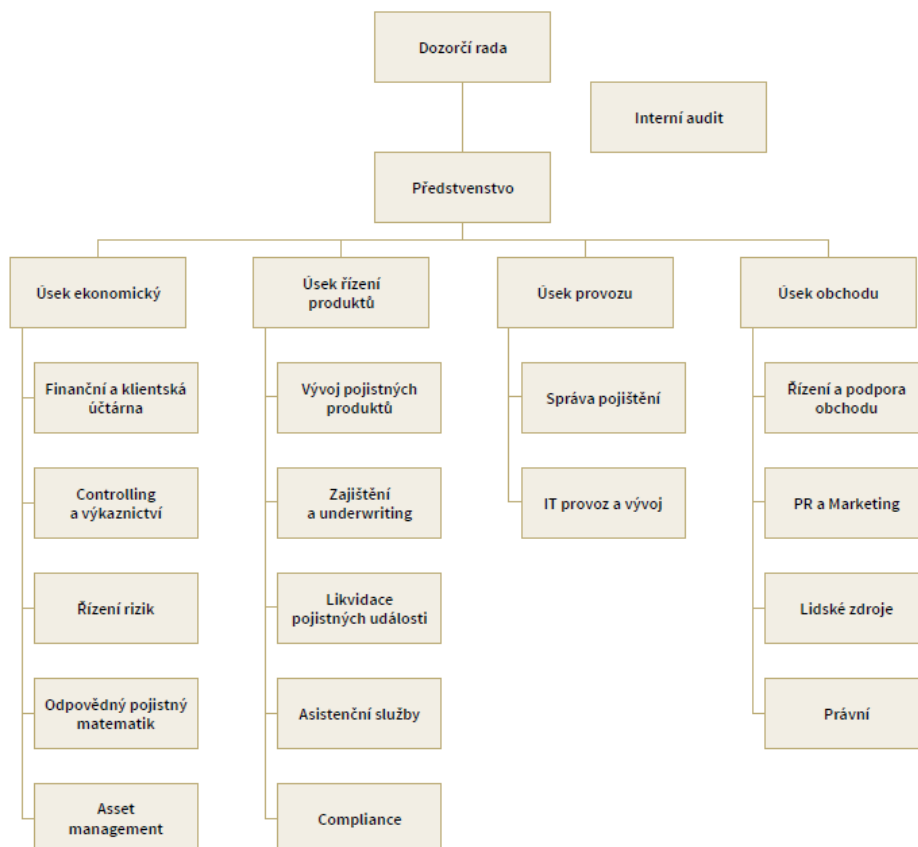 Dozorčí rada
Interní audit
Předstvenstvo
Úsek ekonomický
Úsek řízení
produktů
Úsek provozu
Úsek obchodu
Finanční a klientská
účtárna
Vývoj pojistných
produktů
Správa pojištění
Řízení a podpora
obchodu
Controlling
a výkaznictví
Zajištění
a underwriting
IT provoz a vývoj
PR a Marketing
Řízení rizik
Likvidace
pojistných událostí
Lidské zdroje
Odpovědný pojistný
matematik
Asistenční služby
Právní
Asset
management
Compliance